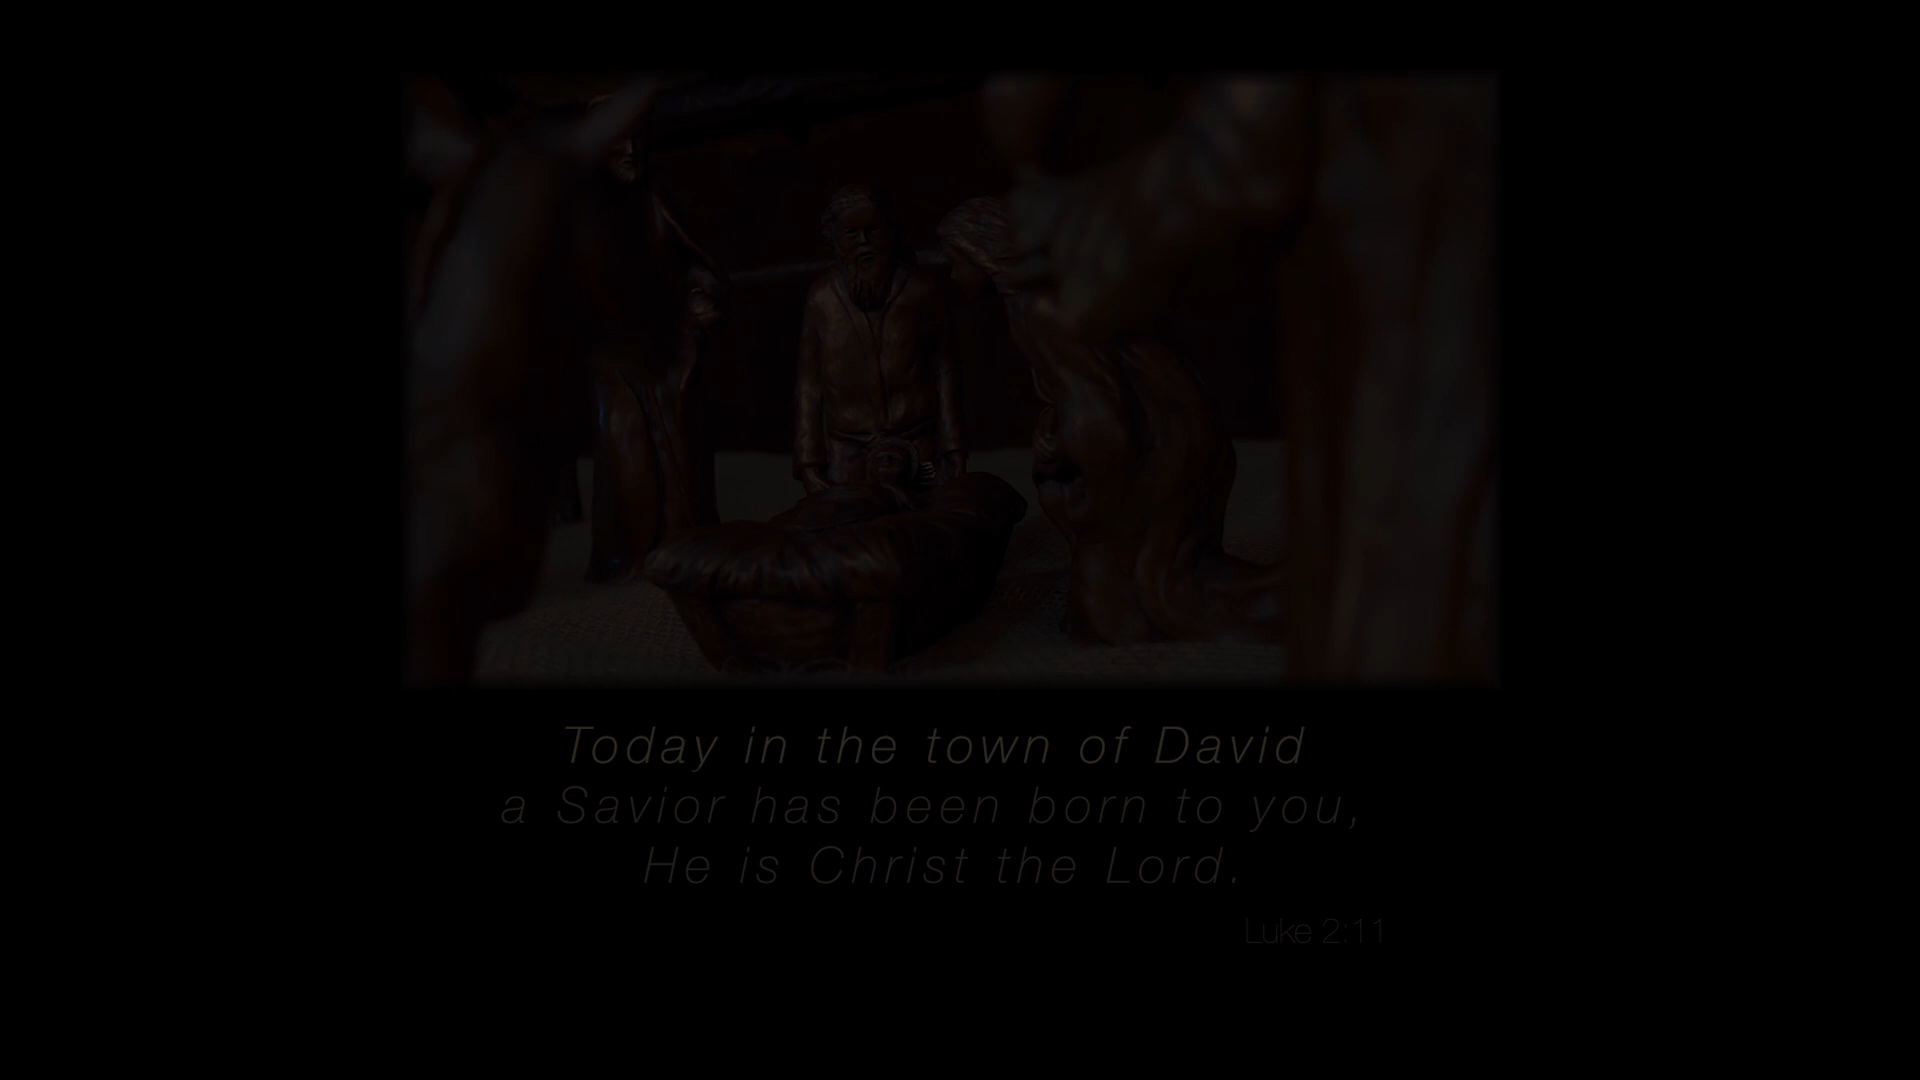 Today in the town of David
a Savior has been born to you,
He is Christ the Lord.
Luke 2:11